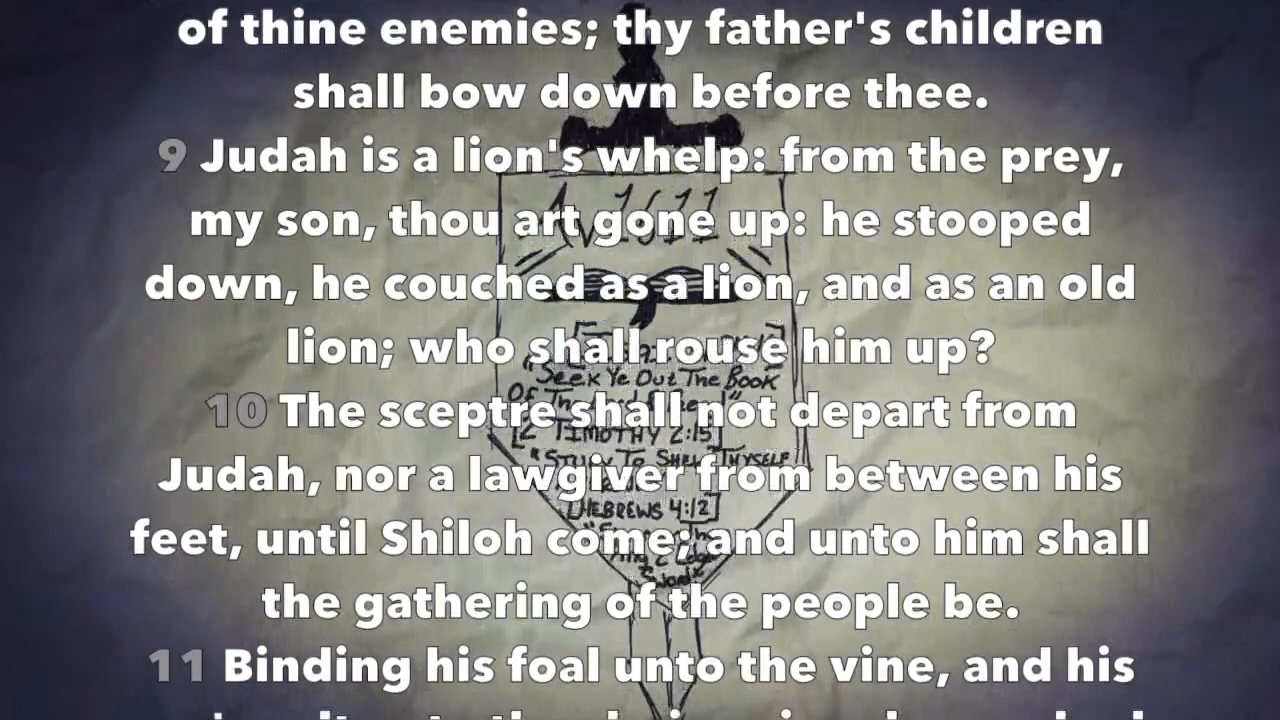 of thine enemies; thy father's children
shall bow down before thee.
9 Judah is a lion's whelp: from the prey,
my son, thou art gone up: he stooped
down, he couched as a lion, and as an old
lion; who shall rouse him up?
10 The sceptre shall not depart from
Judah, nor a lawgiver from between his
feet, until Shiloh come; and unto him shall
the gathering of the people be.
11 Binding his foal unto the vine, and his
AV 1611
"Seek Ye Out The Book
Of
[2 TIMOTHY 2:15]
"STUDY TO SHEW THYSELF
[HEBREWS 4:12]